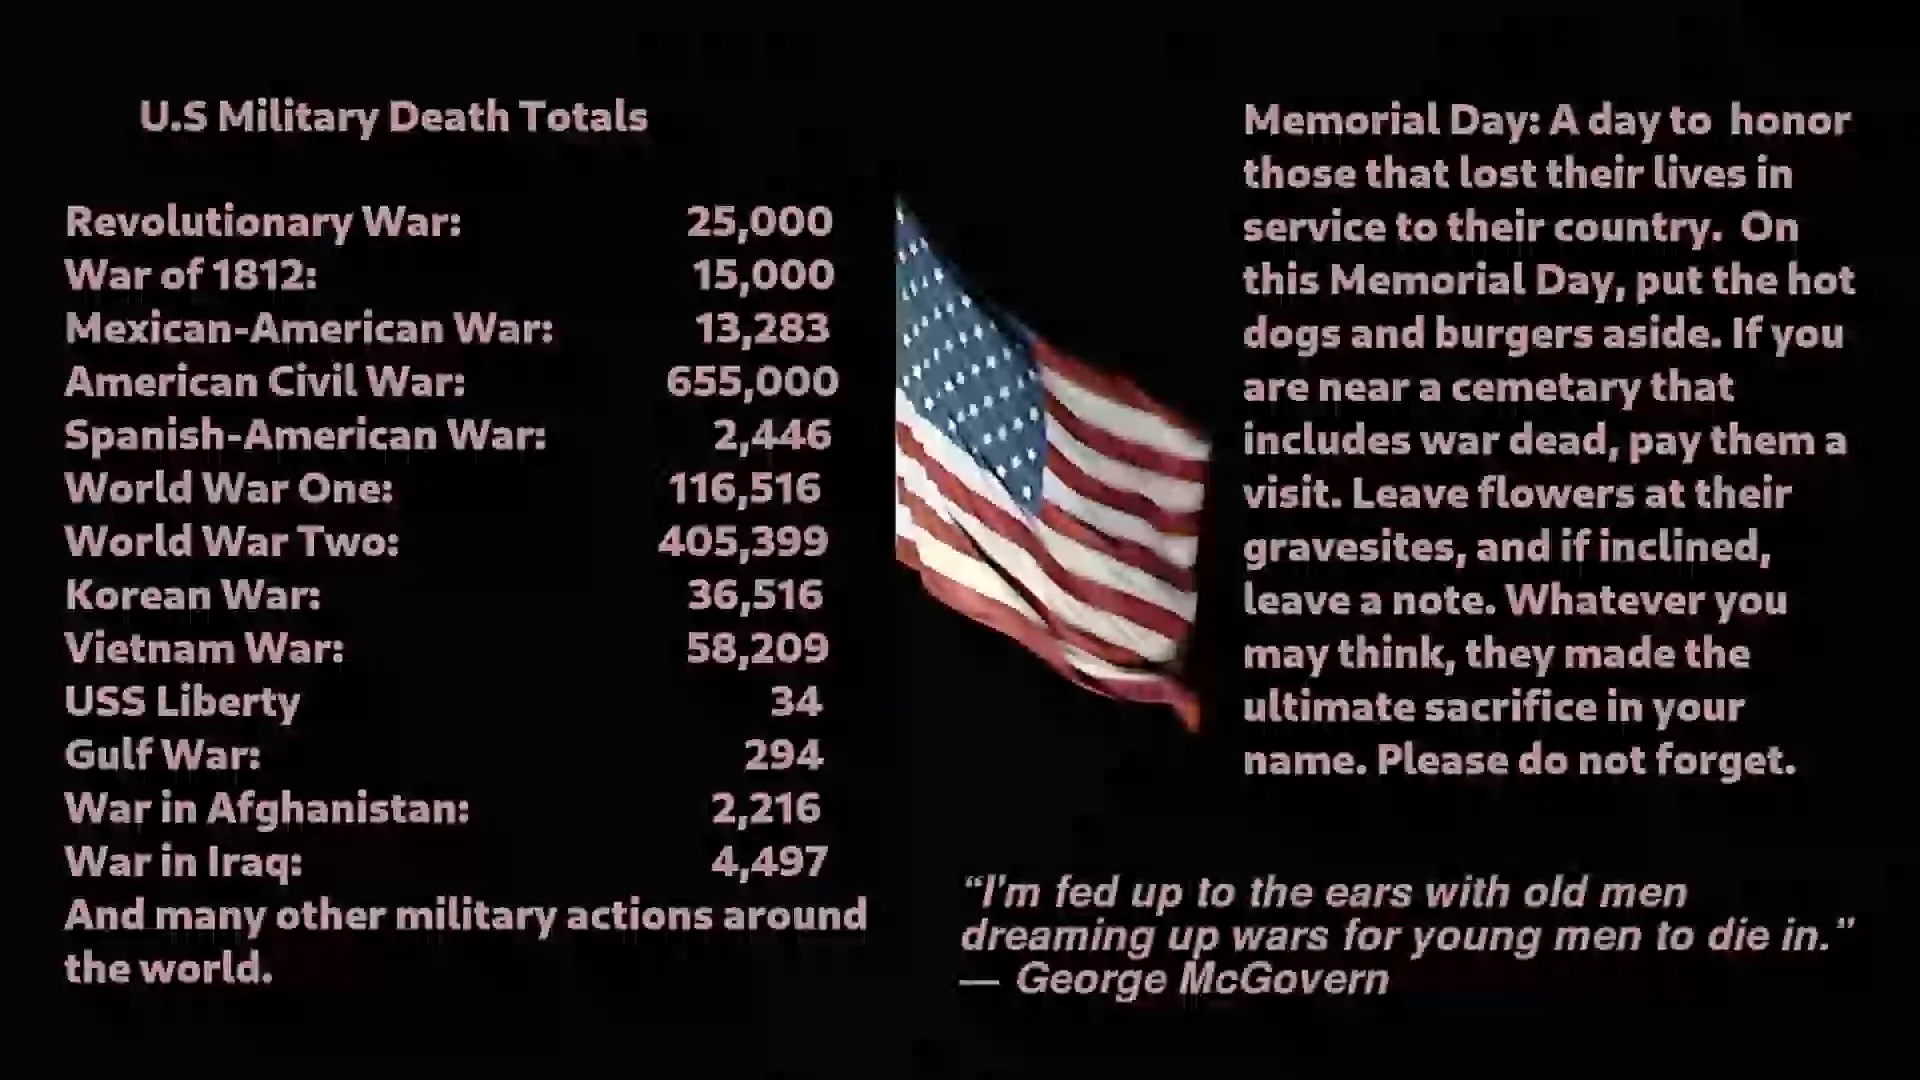 U.S Military Death Totals
Revolutionary War: 25,000
War of 1812: 15,000
Mexican-American War: 13,283
American Civil War: 655,000
Spanish-American War: 2,446
World War One: 116,516
World War Two: 405,399
Korean War: 36,516
Vietnam War: 58,209
USS Liberty 34
Gulf War: 294
War in Afghanistan: 2,216
War in Iraq: 4,497
And many other military actions around
the world.
Memorial Day: A day to honor
those that lost their lives in
service to their country. On
this Memorial Day, put the hot
dogs and burgers aside. If you
are near a cemetary that
includes war dead, pay them a
visit. Leave flowers at their
gravesites, and if inclined,
leave a note. Whatever you
may think, they made the
ultimate sacrifice in your
name. Please do not forget.
“I'm fed up to the ears with old men
dreaming up wars for young men to die in.”
— George McGovern